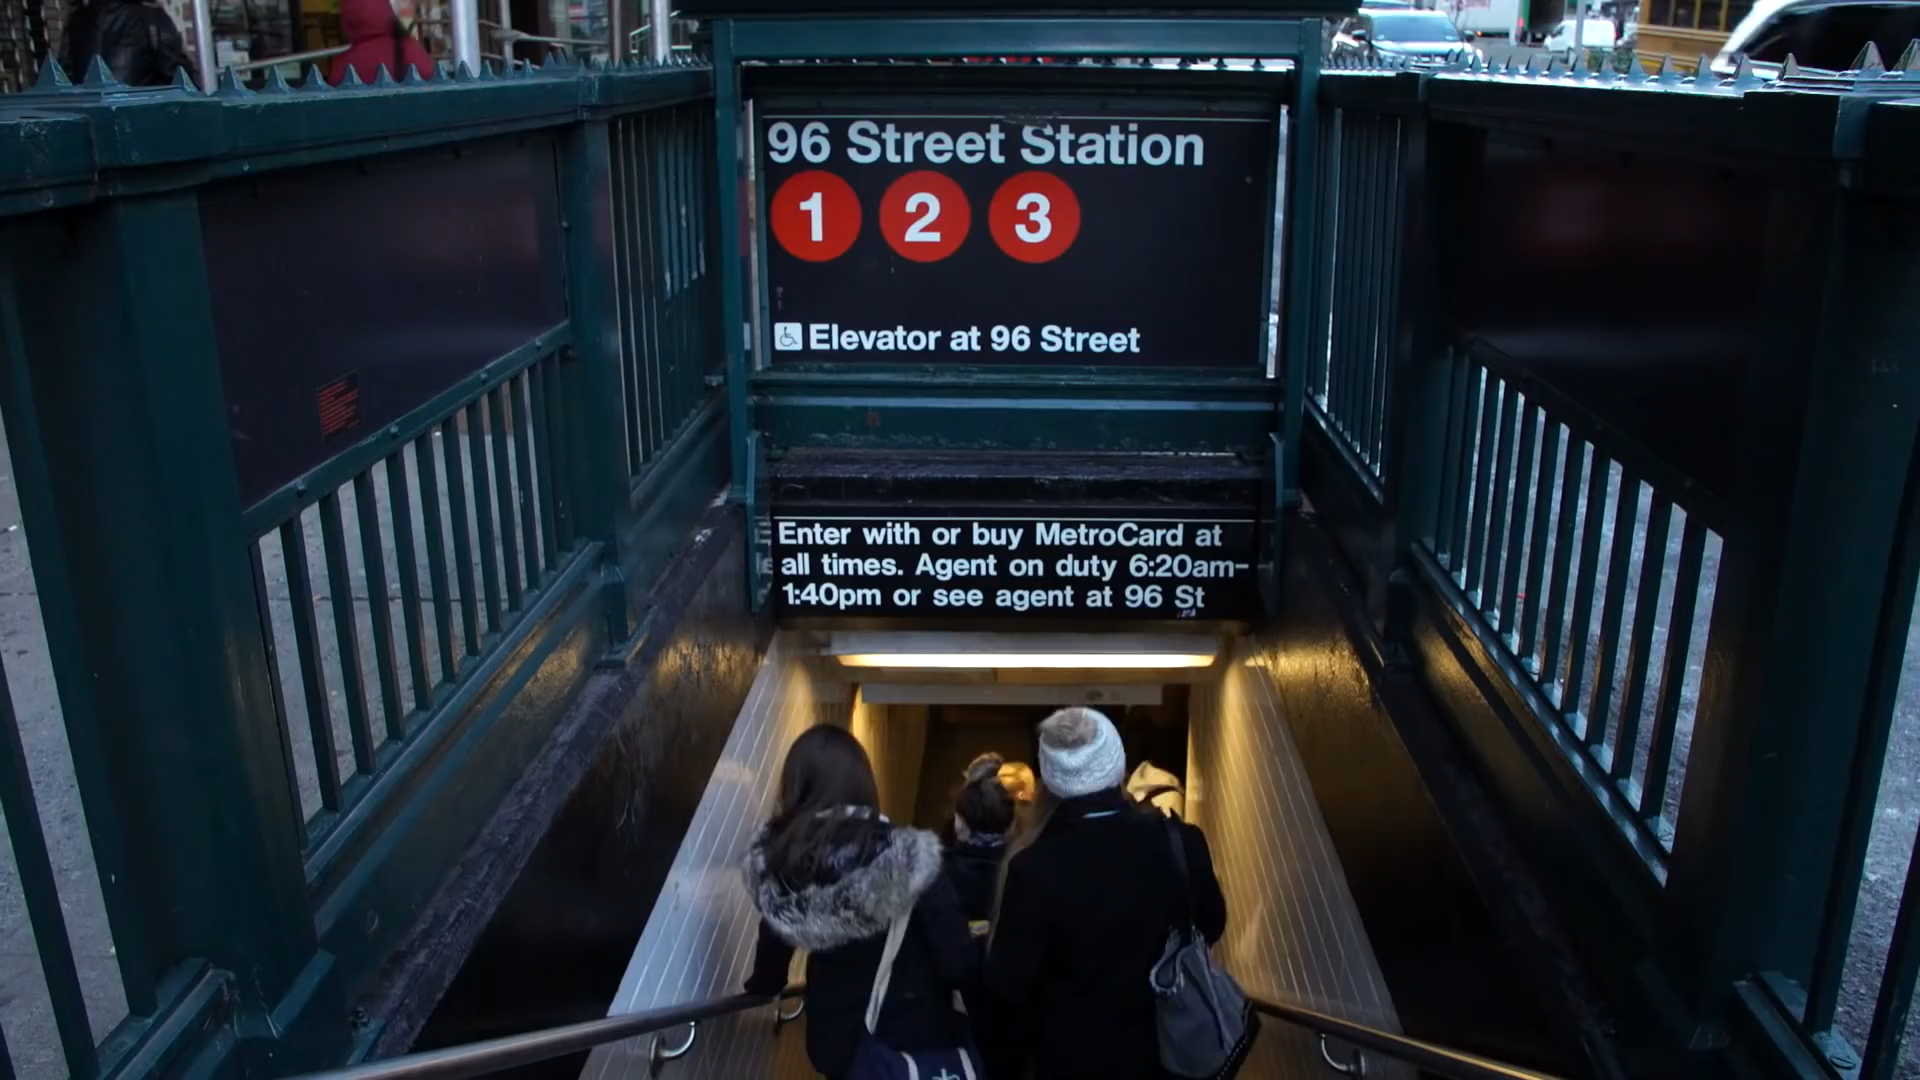 96 Street Station
1 2 3
Elevator at 96 Street
Enter with or buy MetroCard at
all times. Agent on duty 6:20am-
1:40pm or see agent at 96 St